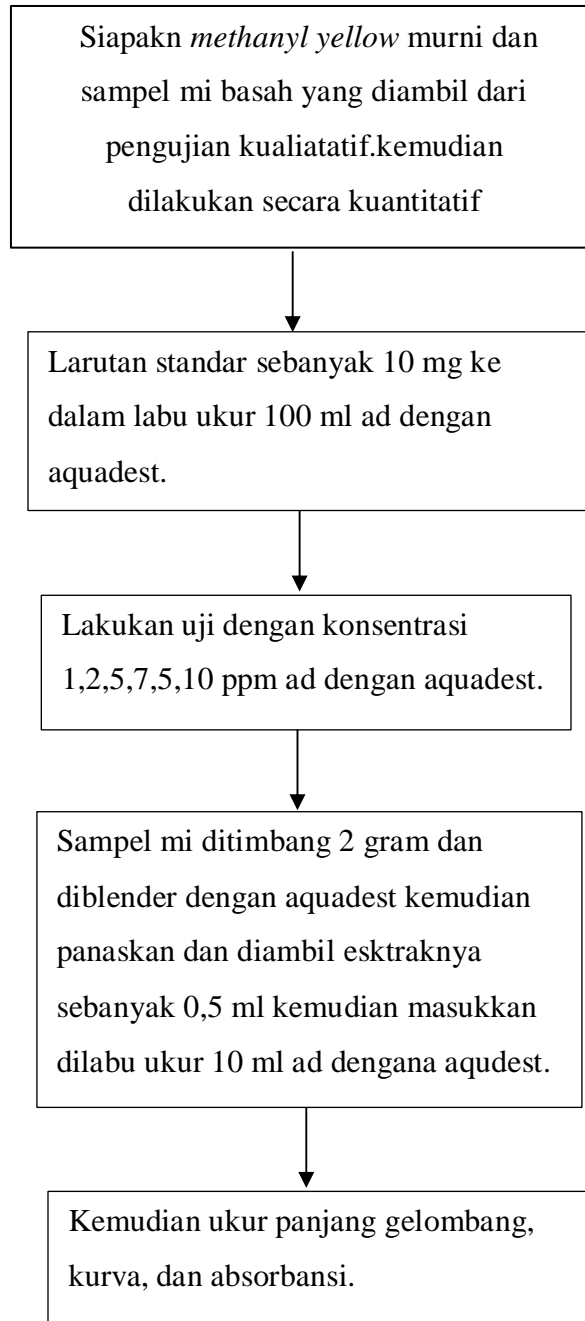 Siapakn methanyl yellow murni dan
sampel mi basah yang diambil dari
pengujian kualiatatif.kemudian
dilakukan secara kuantitatif
Larutan standar sebanyak 10 mg ke
dalam labu ukur 100 ml ad dengan
aquadest.
Lakukan uji dengan konsentrasi
1,2,5,7,5,10 ppm ad dengan aquadest.
Sampel mi ditimbang 2 gram dan
diblender dengan aquadest kemudian
panaskan dan diambil esktraknya
sebanyak 0,5 ml kemudian masukkan
dilabu ukur 10 ml ad dengana aqudest.
Kemudian ukur panjang gelombang,
kurva, dan absorbansi.